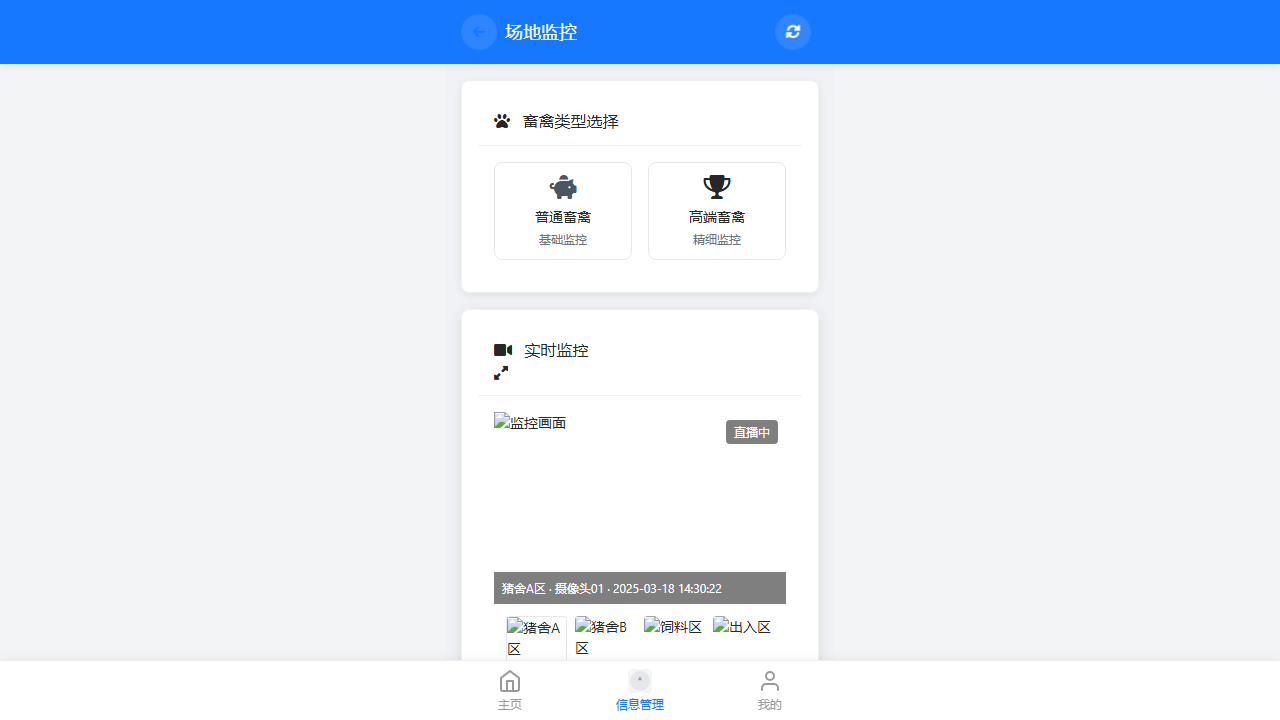 场地监控
畜禽类型选择
普通畜禽
基础监控
高端畜禽
精细监控
实时监控
监控画面
直播中
猪舍A区 · 摄像头01 · 2025-03-18 14:30:22
猪舍A
区
猪舍B
区
饲料区
出入区
主页
信息管理
我的